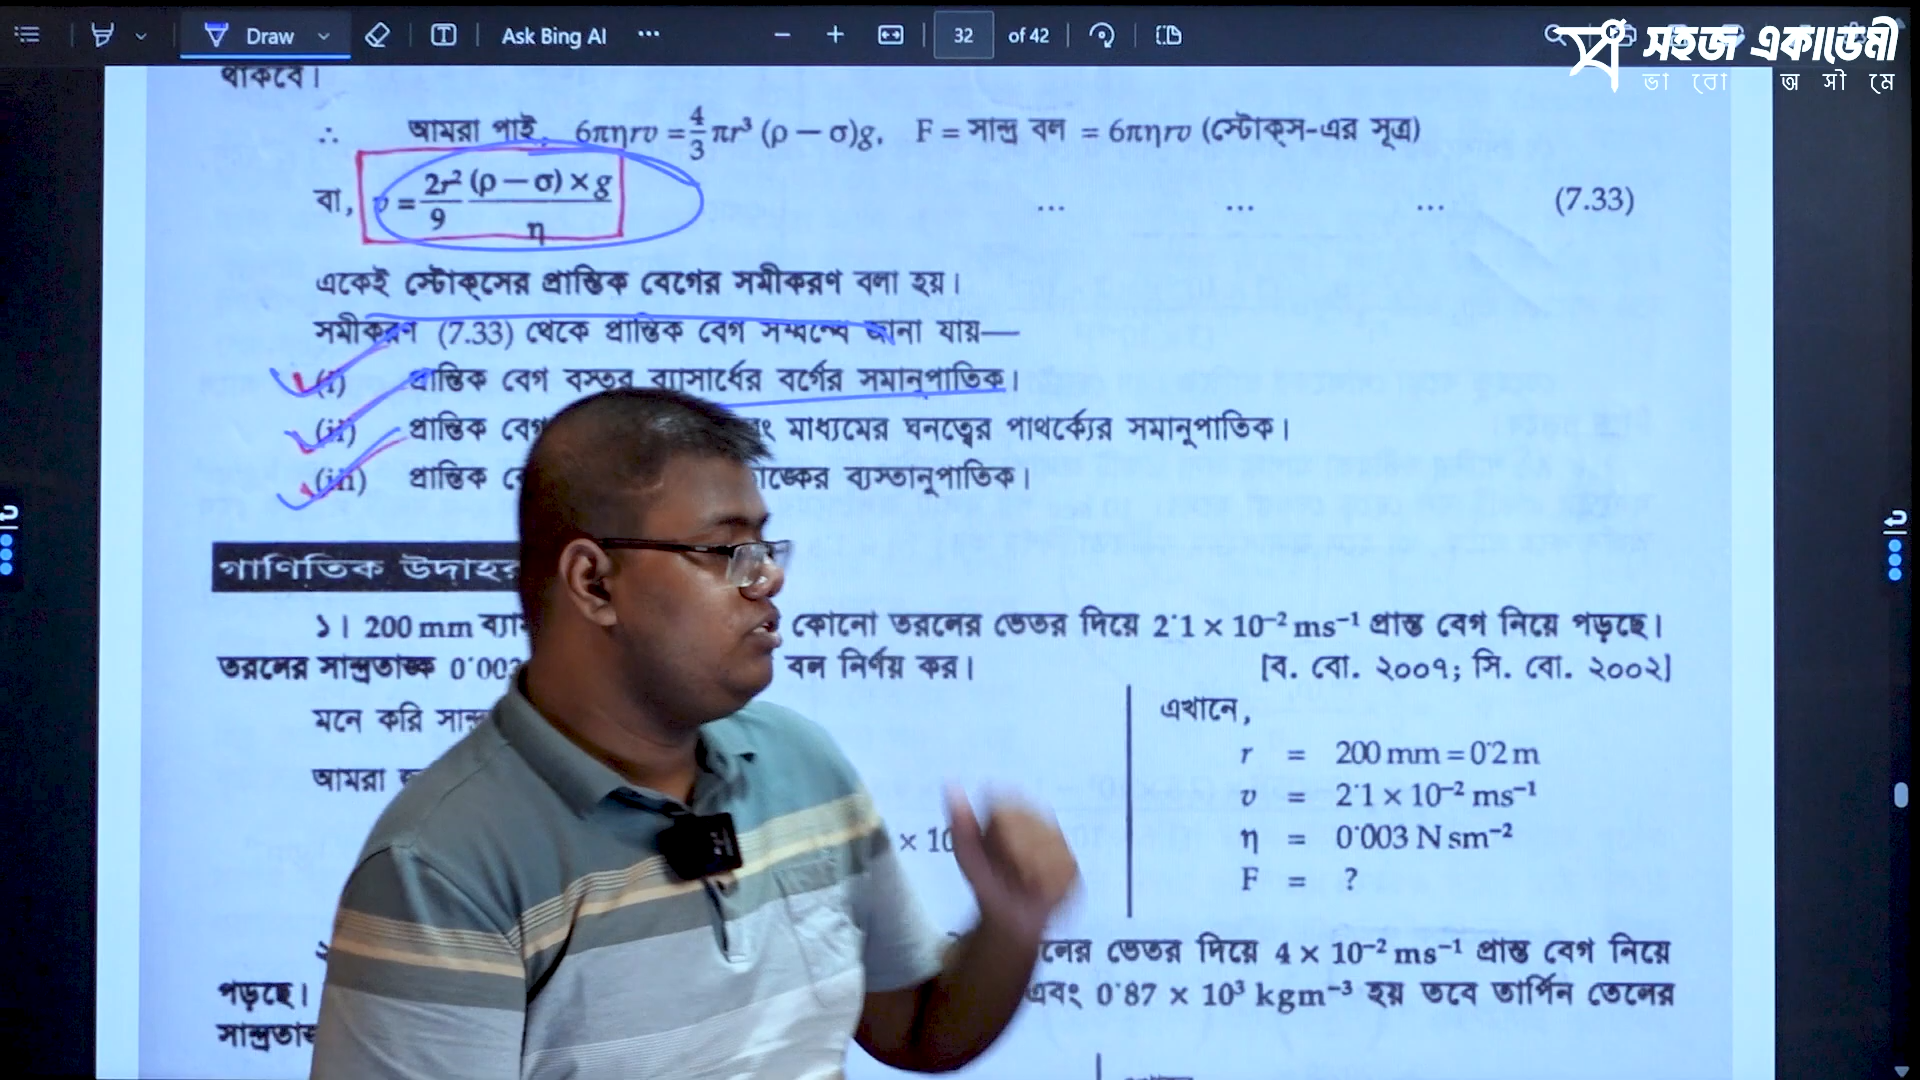 Draw
Ask Bing AI
32 of 42
সহজ একাডেমী
ভাবো অসীমে
থাকবে।
∴ আমরা পাই, 6πηrv = 4/3 πr³ (ρ – σ)g, F = সান্দ্র বল = 6πηrv (স্টোক্স-এর সূত্র)
বা, v = 2r²/9 (ρ – σ) × g / η ... ... ... (7.33)
একেই স্টোক্‌সের প্রান্তিক বেগের সমীকরণ বলা হয়।
সমীকরণ (7.33) থেকে প্রান্তিক বেগ সম্বন্ধে জানা যায়—
(i) প্রান্তিক বেগ বস্তুর ব্যাসার্ধের বর্গের সমানুপাতিক।
(ii) প্রান্তিক বেগ মাধ্যমের ঘনত্বের পার্থক্যের সমানুপাতিক।
(iii) প্রান্তিক ব্যস্তানুপাতিক।
গাণিতিক
১। 200 mm কোনো তরলের ভেতর দিয়ে 2·1 × 10⁻² ms⁻¹ প্রান্ত বেগ নিয়ে পড়ছে।
তরলের সান্দ্রতাঙ্ক বল নির্ণয় কর। [ব. বো. ২০০৭; সি. বো. ২০০২]
মনে করি
এখানে,
আমরা
r = 200 mm = 0·2 m
v = 2·1 × 10⁻² ms⁻¹
× 10
η = 0·003 N sm⁻²
F = ?
ভেতর দিয়ে 4 × 10⁻² ms⁻¹ প্রান্ত বেগ নিয়ে
পড়ছে। এবং 0·87 × 10³ kgm⁻³ হয় তবে তার্পিন তেলের